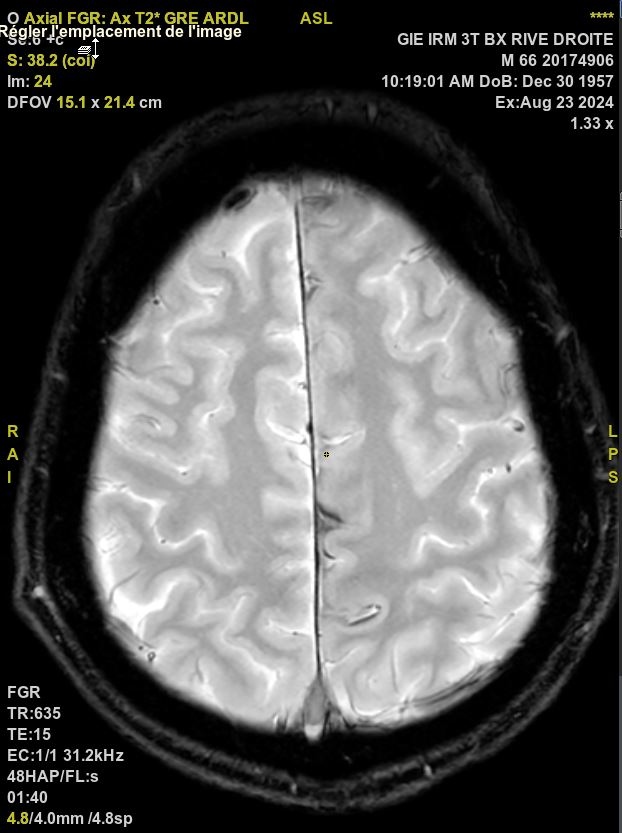 O Axial FGR: Ax T2* GRE ARDL
ASL
****
Régler l'emplacement de l'image
Se:6 +c
GIE IRM 3T BX RIVE DROITE
S: 38.2 (coi)
M 66 20174906
Im: 24
10:19:01 AM DoB: Dec 30 1957
DFOV 15.1 x 21.4 cm
Ex:Aug 23 2024
1.33 x
R
A
I
L
P
S
FGR
TR:635
TE:15
EC:1/1 31.2kHz
48HAP/FL:s
01:40
4.8/4.0mm /4.8sp